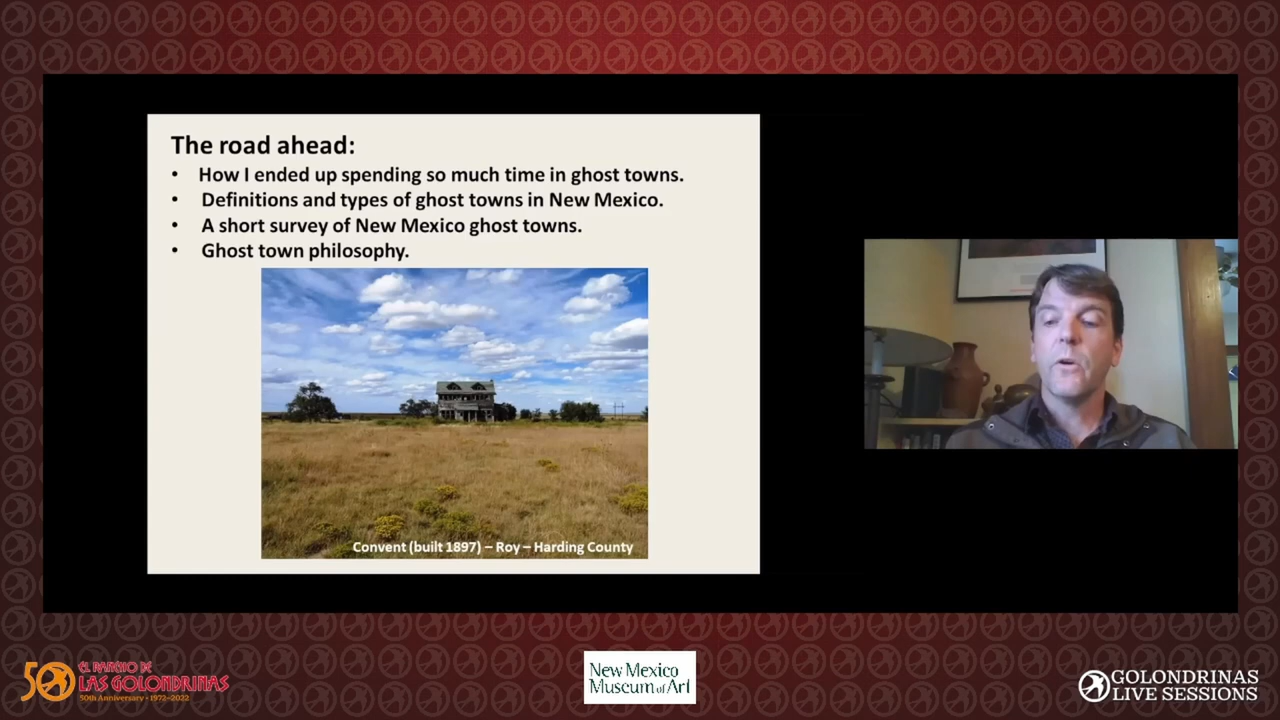 The road ahead:
• How I ended up spending so much time in ghost towns.
• Definitions and types of ghost towns in New Mexico.
• A short survey of New Mexico ghost towns.
• Ghost town philosophy.
Convent (built 1897) – Roy – Harding County
50
EL RANCHO DE
LAS GOLONDRINAS
50th Anniversary • 1972–2022
New Mexico
Museum of Art
GOLONDRINAS
LIVE SESSIONS